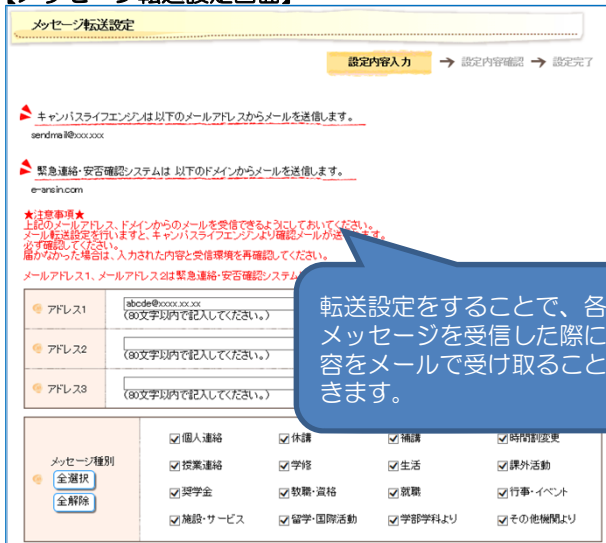 【メッセージ転送設定画面】
メッセージ転送設定
設定内容入力 → 設定内容確認 → 設定完了
キャンパスライフエンジンは以下のメールアドレスからメールを送信します。
sendmail@xxx.xxx
緊急連絡・安否確認システムは 以下のドメインからメールを送信します。
e-ansin.com
★注意事項★
上記のメールアドレス、ドメインからのメールを受信できるようにしておいてください。
メール転送設定を行いますと、キャンパスライフエンジンより確認メールが送
ます。
必ず確認してください。
届かなかった場合は、入力された内容と受信環境を再確認してください。
メールアドレス1、メールアドレス2は緊急連絡・安否確認システム
アドレス1
abcde@xxxx.xx.xx
(80文字以内で記入してください。)
アドレス2
(80文字以内で記入してください。)
アドレス3
(80文字以内で記入してください。)
転送設定をすることで、各
メッセージを受信した際に
容をメールで受け取ること
きます。
メッセージ種別
全選択
全解除
個人連絡 休講 補講 時間割変更
授業連絡 学修 生活 課外活動
奨学金 教職・資格 就職 行事・イベント
施設・サービス 留学・国際活動 学部学科より その他機関より